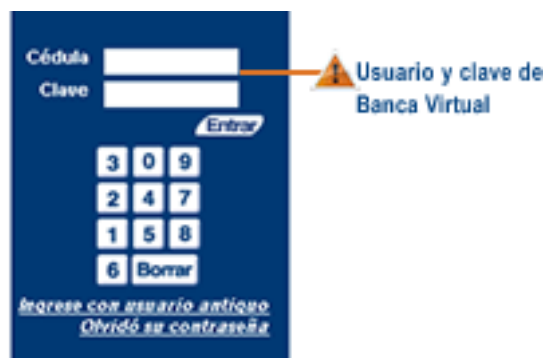 Cédula
Clave
Usuario y clave de
Banca Virtual
Entrar
3 0 9
2 4 7
1 5 8
6 Borrar
Ingrese con usuario antiguo
Olvidó su contraseña